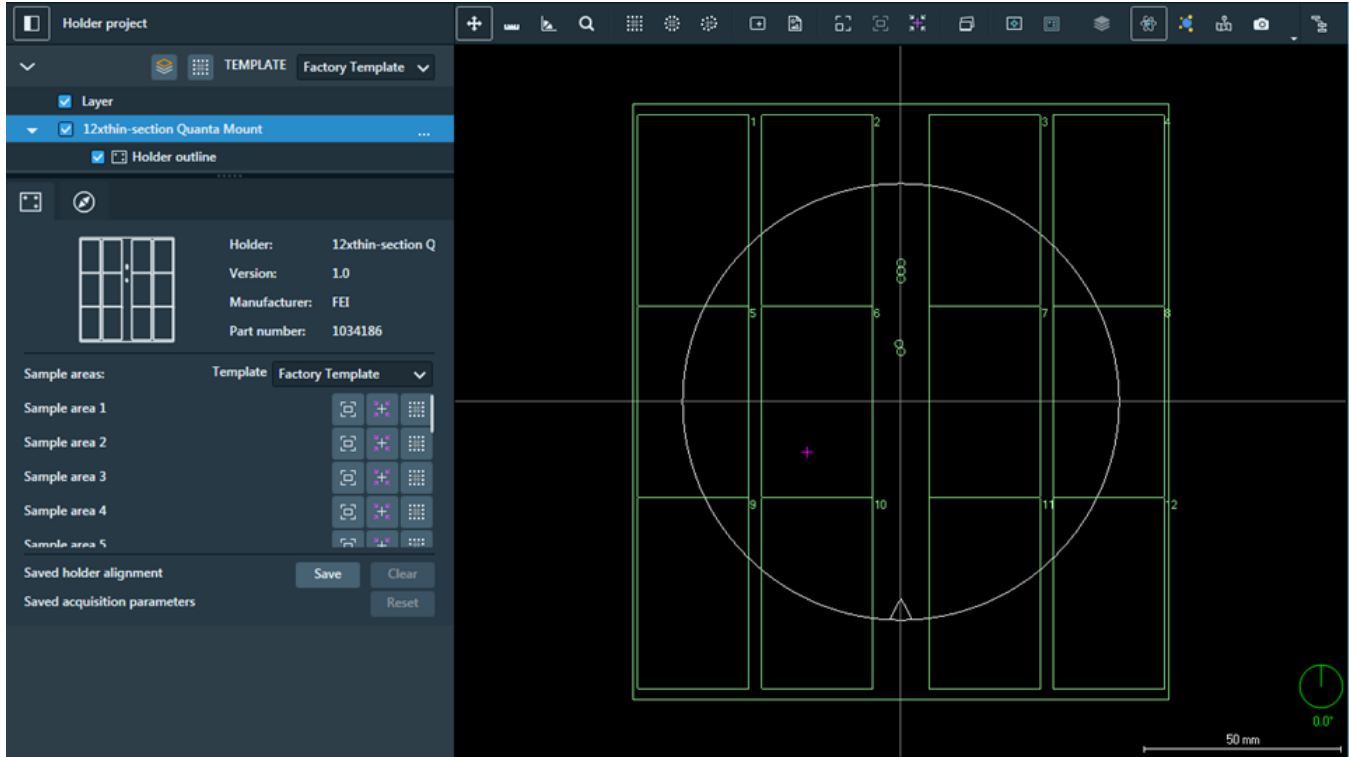 Holder project
TEMPLATE Factory Template
Layer
12xthin-section Quanta Mount ...
Holder outline
Holder: 12xthin-section Q
Version: 1.0
Manufacturer: FEI
Part number: 1034186
Sample areas: Template Factory Template
Sample area 1
Sample area 2
Sample area 3
Sample area 4
Sample area 5
Saved holder alignment Save Clear
Saved acquisition parameters Reset
1 2 3 4
5 6 7 8
9 10 11 12
0.0°
50 mm